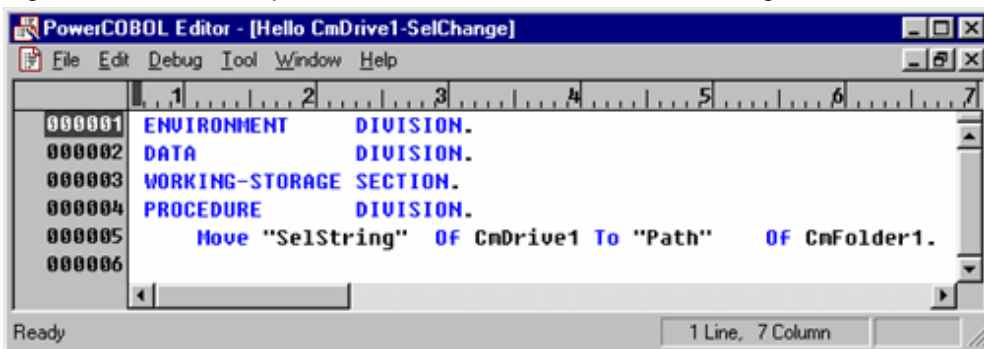 PowerCOBOL Editor - [Hello CmDrive1-SelChange]
File Edit Debug Tool Window Help
1 2 3 4 5 6 7
000001 ENVIRONMENT DIVISION.
000002 DATA DIVISION.
000003 WORKING-STORAGE SECTION.
000004 PROCEDURE DIVISION.
000005 Move "SelString" Of CmDrive1 To "Path" Of CmFolder1.
000006
Ready 1 Line, 7 Column